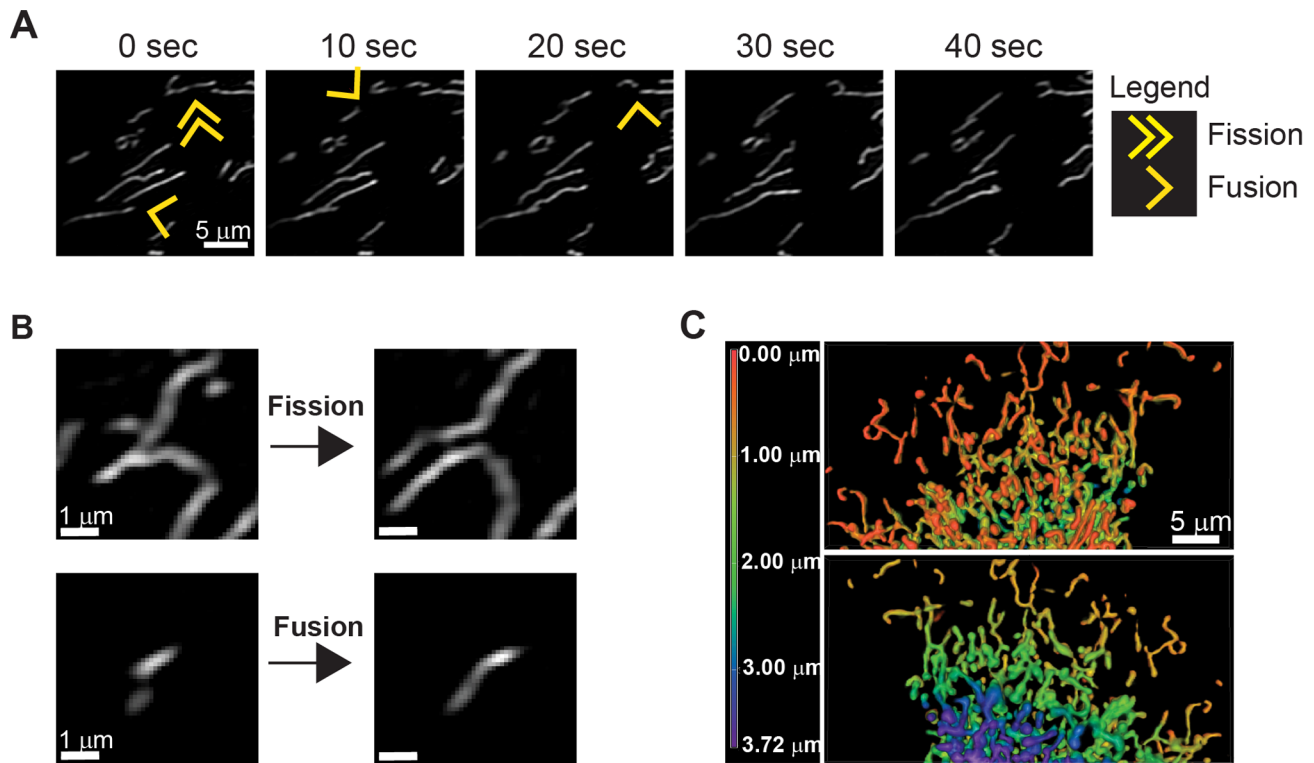 A
0 sec
10 sec
20 sec
30 sec
40 sec
5 μm
Legend
Fission
Fusion
B
Fission
1 μm
Fusion
1 μm
C
0.00 μm
1.00 μm
2.00 μm
3.00 μm
3.72 μm
5 μm